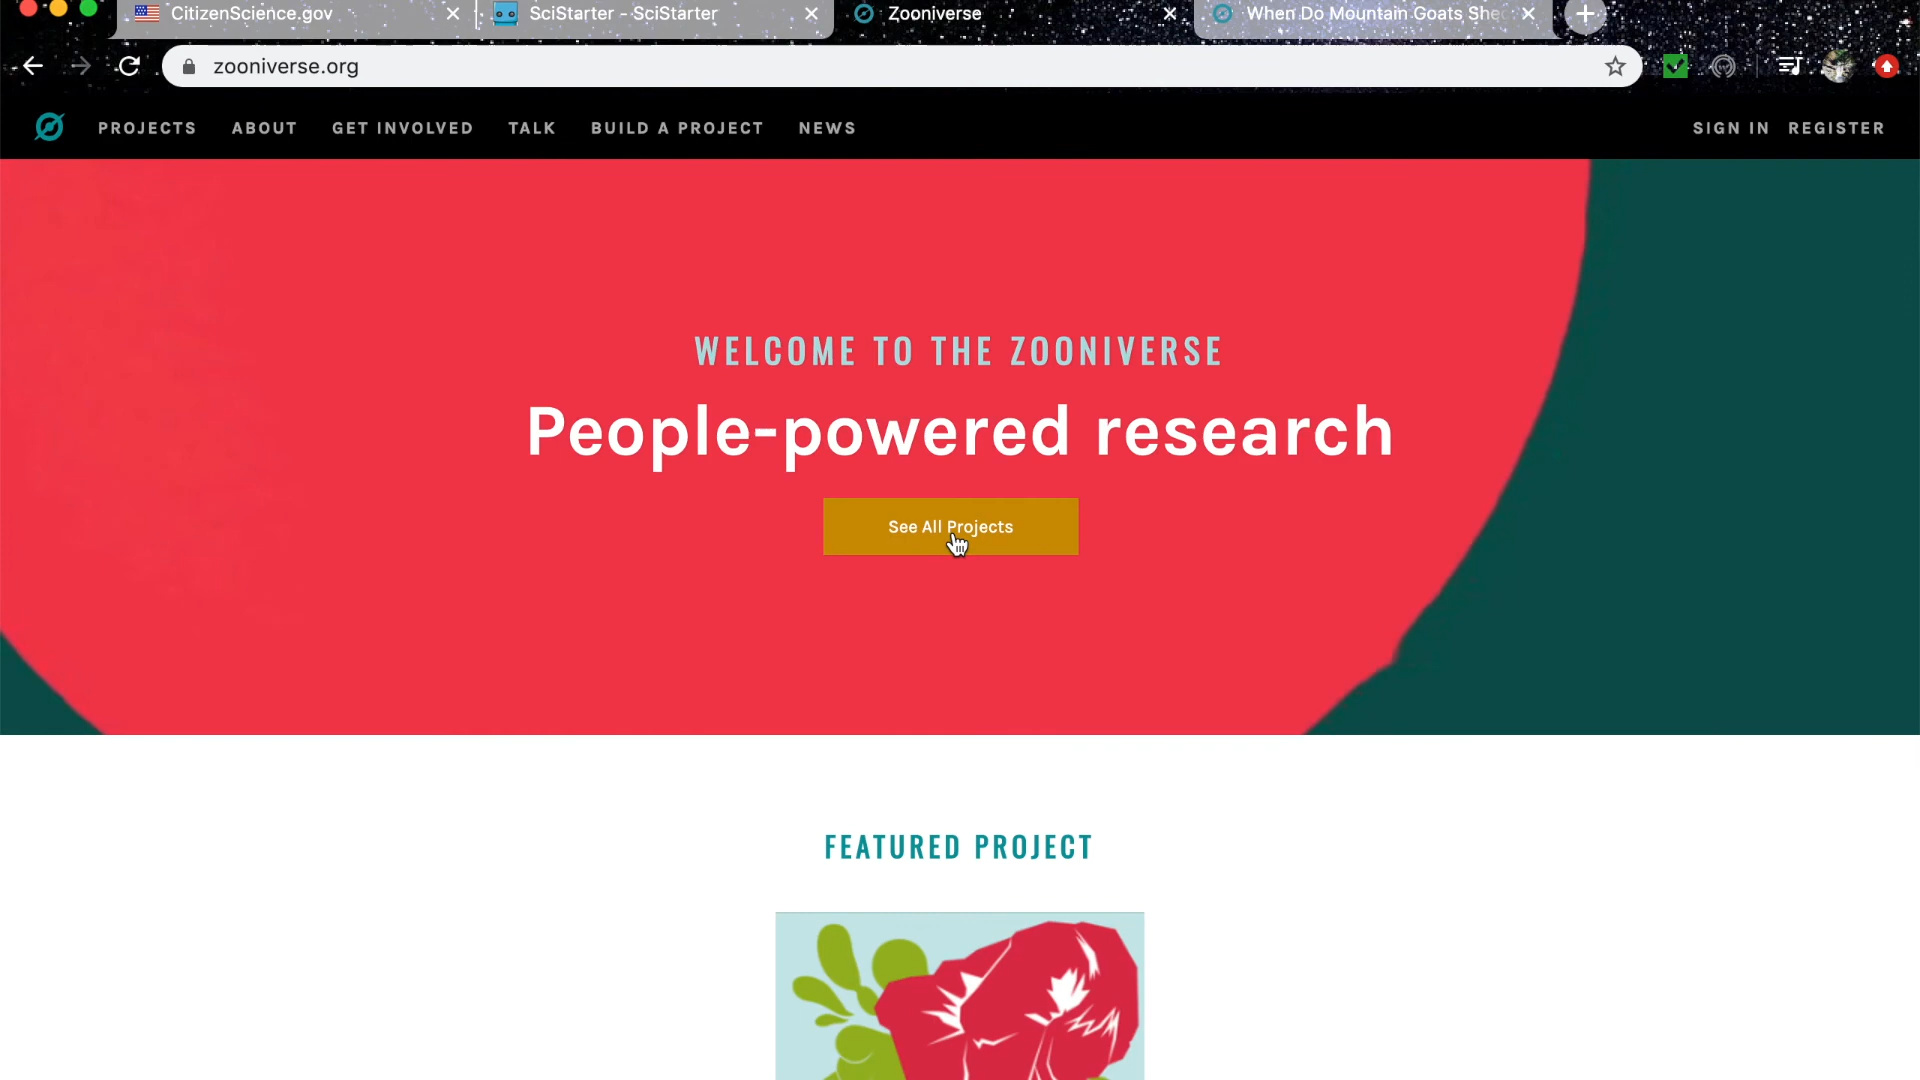 CitizenScience.gov
SciStarter - SciStarter
Zooniverse
When Do Mountain Goats She
zooniverse.org
PROJECTS ABOUT GET INVOLVED TALK BUILD A PROJECT NEWS SIGN IN REGISTER
WELCOME TO THE ZOONIVERSE
People-powered research
See All Projects
FEATURED PROJECT